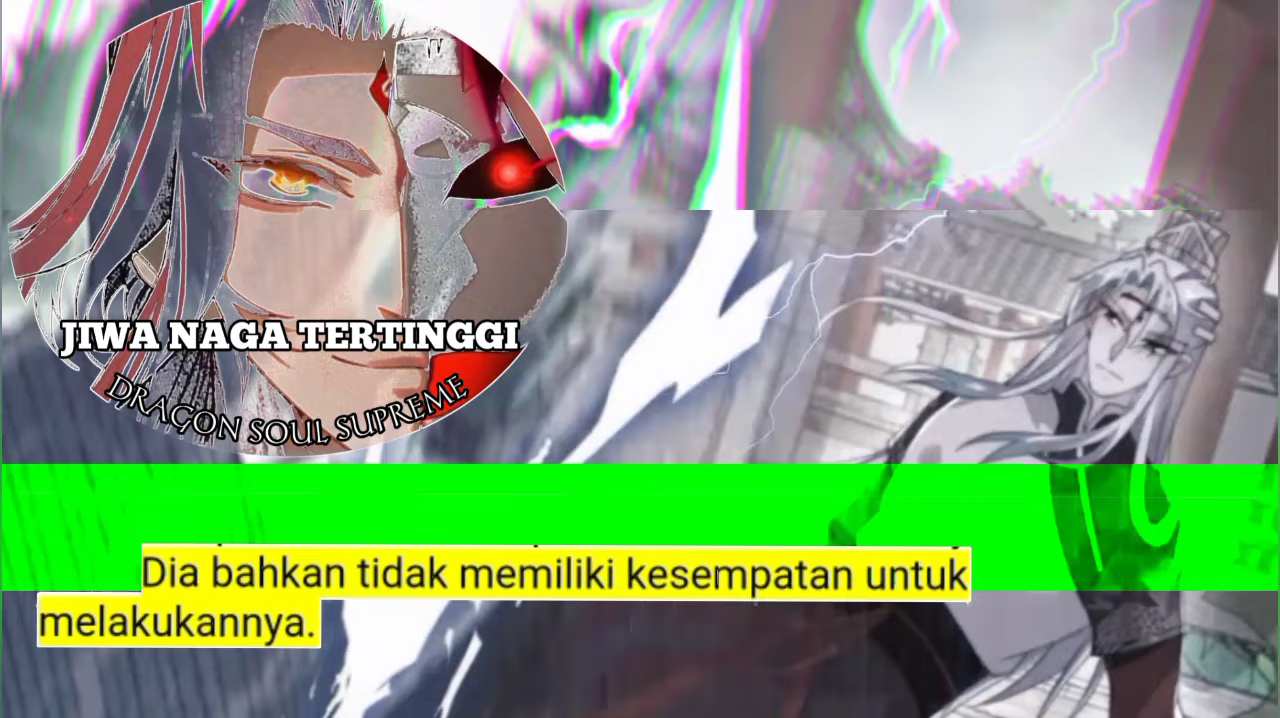 JIWA NAGA TERTINGGI
DRAGON SOUL SUPREME
Dia bahkan tidak memiliki kesempatan untuk
melakukannya.